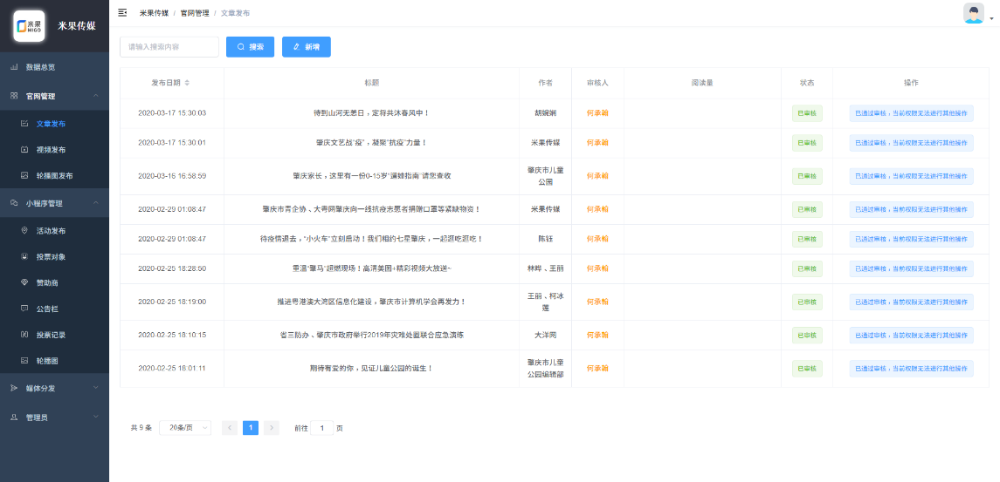 米果
MIGO
米果传媒
数据总览
官网管理
文章发布
视频发布
轮播图发布
小程序管理
活动发布
投票对象
赞助商
公告栏
投票记录
轮播图
媒体分发
管理员
米果传媒 / 官网管理 / 文章发布
请输入搜索内容 搜索 新增
发布日期 标题 作者 审核人 阅读量 状态 操作
2020-03-17 15:30:03 待到山河无恙日，定将共沐春风中！ 胡婉娴 何承翰 已审核 已通过审核，当前权限无法进行其他操作
2020-03-17 15:30:01 肇庆文艺战“疫”，凝聚“抗疫”力量！ 米果传媒 何承翰 已审核 已通过审核，当前权限无法进行其他操作
2020-03-16 16:58:59 肇庆家长，这里有一份0-15岁“遛娃指南”请您查收 肇庆市儿童公园 何承翰 已审核 已通过审核，当前权限无法进行其他操作
2020-02-29 01:08:47 肇庆市青企协、大粤网肇庆向一线抗疫志愿者捐赠口罩等紧缺物资！ 米果传媒 何承翰 已审核 已通过审核，当前权限无法进行其他操作
2020-02-29 01:08:47 待疫情退去，“小火车”立刻启动！我们相约七星肇庆，一起逛吃逛吃！ 陈钰 何承翰 已审核 已通过审核，当前权限无法进行其他操作
2020-02-25 18:28:50 重温“肇马”超燃现场！高清美图+精彩视频大放送~ 林晔、王丽 何承翰 已审核 已通过审核，当前权限无法进行其他操作
2020-02-25 18:19:00 推进粤港澳大湾区信息化建设，肇庆市计算机学会再发力！ 王丽、柯冰莲 何承翰 已审核 已通过审核，当前权限无法进行其他操作
2020-02-25 18:10:15 省三防办、肇庆市政府举行2019年灾难处置联合应急演练 大洋网 何承翰 已审核 已通过审核，当前权限无法进行其他操作
2020-02-25 18:01:11 期待有爱的你，见证儿童公园的诞生！ 肇庆市儿童公园编辑部 何承翰 已审核 已通过审核，当前权限无法进行其他操作
共 9 条 20条/页 1 前往 1 页